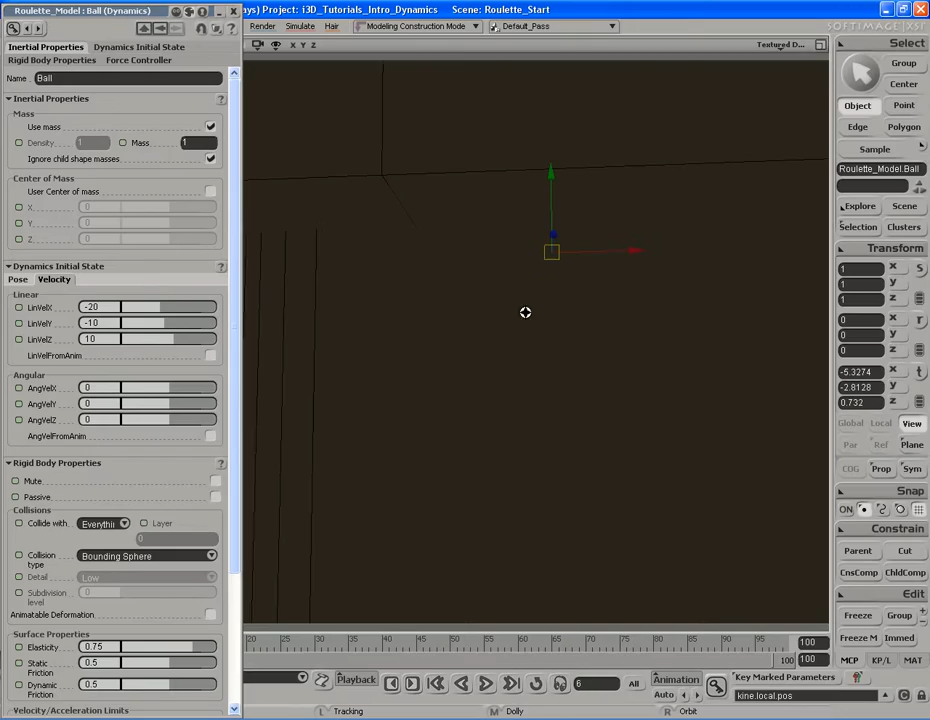 Roulette_Model : Ball (Dynamics)
ays) Project: i3D_Tutorials_Intro_Dynamics Scene: Roulette_Start
Render Simulate Hair Modeling Construction Mode Default_Pass
SOFTIMAGE|XSI
X Y Z Textured D...
Inertial Properties Dynamics Initial State
Rigid Body Properties Force Controller
Name Ball
Inertial Properties ?
Mass
Use mass
Density 1 Mass 1
Ignore child shape masses
Center of Mass
User Center of mass
X 0
Y 0
Z 0
Dynamics Initial State ?
Pose Velocity
Linear
LinVelX -20
LinVelY -10
LinVelZ 10
LinVelFromAnim
Angular
AngVelX 0
AngVelY 0
AngVelZ 0
AngVelFromAnim
Rigid Body Properties ?
Mute
Passive
Collisions
Collide with Everythii Layer
0
Collision type Bounding Sphere
Detail Low
Subdivision level 0
Animatable Deformation
Surface Properties
Elasticity 0.75
Static Friction 0.5
Dynamic Friction 0.5
Velocity/Acceleration Limits
Select
Group
Center
Object Point
Edge Polygon
Sample
Roulette_Model.Ball
Explore Scene
Selection Clusters
Transform
1 x s
1 y
1 z
0 x r
0 y
0 z
-5.3274 x t
-2.8128 y
0.732 z
Global Local View
Par Ref Plane
COG Prop Sym
Snap
ON
Constrain
Parent Cut
CnsComp ChldComp
Edit
Freeze Group + -
Freeze M Immed
MCP KP/L MAT
20 25 30 35 40 45 50 55 60 65 70 75 80 85 90 95 100
100 100
Playback 6 All Animation
Auto
Key Marked Parameters
kine.local.pos
L Tracking M Dolly R Orbit